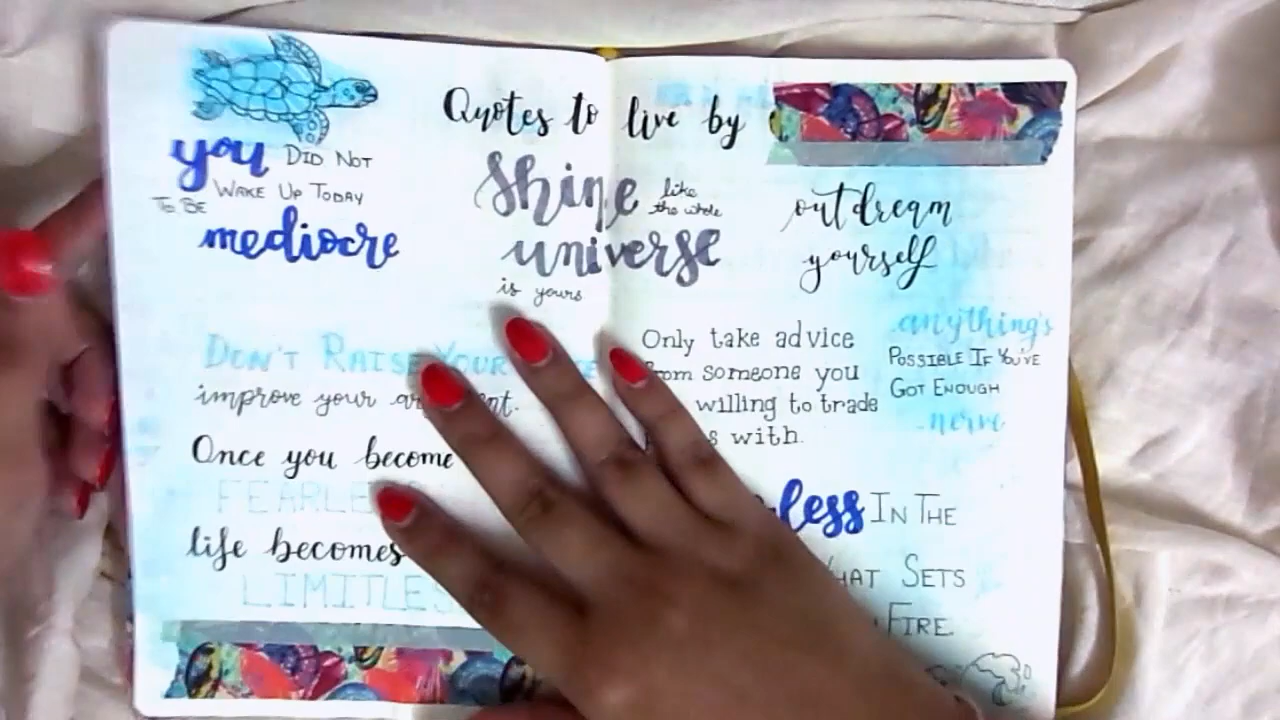 Quotes to live by
you DID NOT
WAKE UP TODAY
TO BE
mediocre
Shine like
the whole
universe
is yours
outdream
yourself
DON'T RAISE YOUR
improve your
Once you become
life becomes
LIMITLES
Only take advice
someone you
willing to trade
with.
anything's
POSSIBLE IF YOU'VE
GOT ENOUGH
nerve
less IN THE
SETS
FIRE